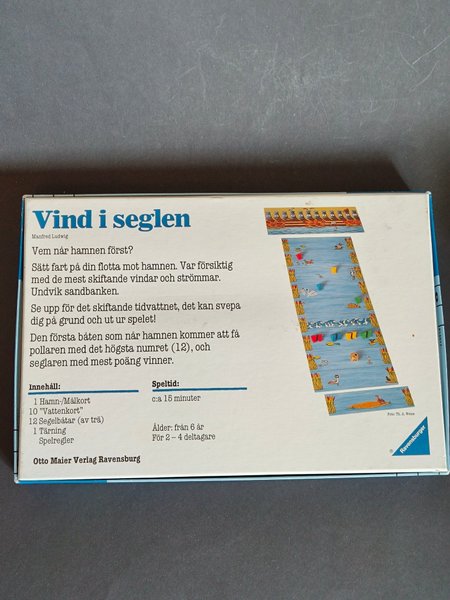 Vind i seglen
Manfred Ludwig
Vem når hamnen först?
Sätt fart på din flotta mot hamnen. Var försiktig
med de mest skiftande vindar och strömmar.
Undvik sandbanken.
Se upp för det skiftande tidvattnet, det kan svepa
dig på grund och ut ur spelet!
Den första båten som når hamnen kommer att få
pollaren med det högsta numret (12), och
seglaren med mest poäng vinner.
Innehåll:
1 Hamn-/Målkort
10 "Vattenkort"
12 Segelbåtar (av trä)
1 Tärning
Spelregler
Speltid:
c:a 15 minuter
Ålder: från 6 år
För 2 – 4 deltagare
Otto Maier Verlag Ravensburg
Foto: Th. A.
® Ravensburger